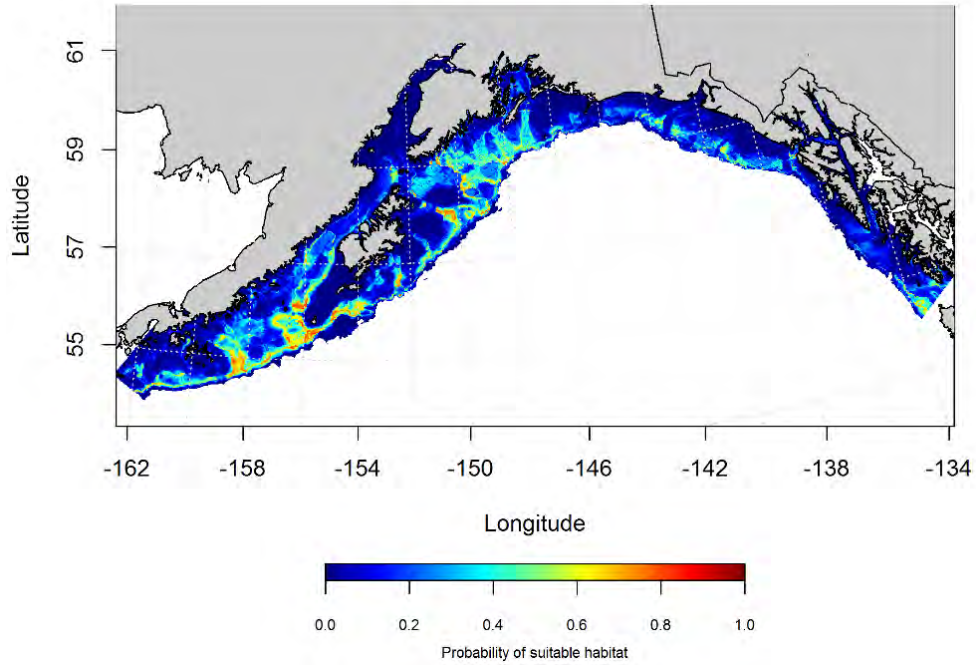 61
59
57
55
Latitude
-162 -158 -154 -150 -146 -142 -138 -134
Longitude
0.0 0.2 0.4 0.6 0.8 1.0
Probability of suitable habitat